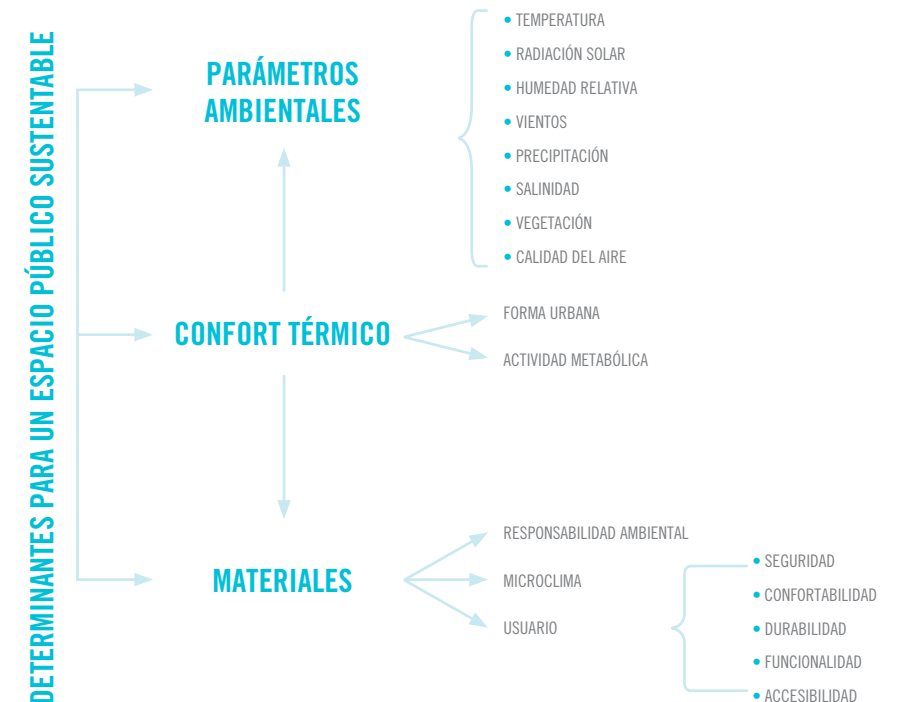 DETERMINANTES PARA UN ESPACIO PÚBLICO SUSTENTABLE
PARÁMETROS
AMBIENTALES
• TEMPERATURA
• RADIACIÓN SOLAR
• HUMEDAD RELATIVA
• VIENTOS
• PRECIPITACIÓN
• SALINIDAD
• VEGETACIÓN
• CALIDAD DEL AIRE
CONFORT TÉRMICO
FORMA URBANA
ACTIVIDAD METABÓLICA
MATERIALES
RESPONSABILIDAD AMBIENTAL
MICROCLIMA
USUARIO
• SEGURIDAD
• CONFORTABILIDAD
• DURABILIDAD
• FUNCIONALIDAD
• ACCESIBILIDAD